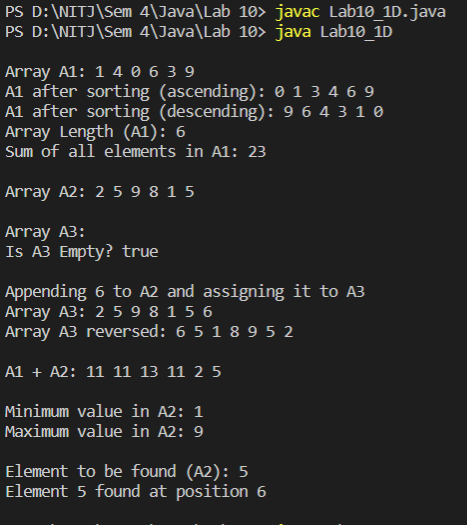 PS D:\NITJ\Sem 4\Java\Lab 10> javac Lab10_1D.java
PS D:\NITJ\Sem 4\Java\Lab 10> java Lab10_1D
Array A1: 1 4 0 6 3 9
A1 after sorting (ascending): 0 1 3 4 6 9
A1 after sorting (descending): 9 6 4 3 1 0
Array Length (A1): 6
Sum of all elements in A1: 23
Array A2: 2 5 9 8 1 5
Array A3:
Is A3 Empty? true
Appending 6 to A2 and assigning it to A3
Array A3: 2 5 9 8 1 5 6
Array A3 reversed: 6 5 1 8 9 5 2
A1 + A2: 11 11 13 11 2 5
Minimum value in A2: 1
Maximum value in A2: 9
Element to be found (A2): 5
Element 5 found at position 6